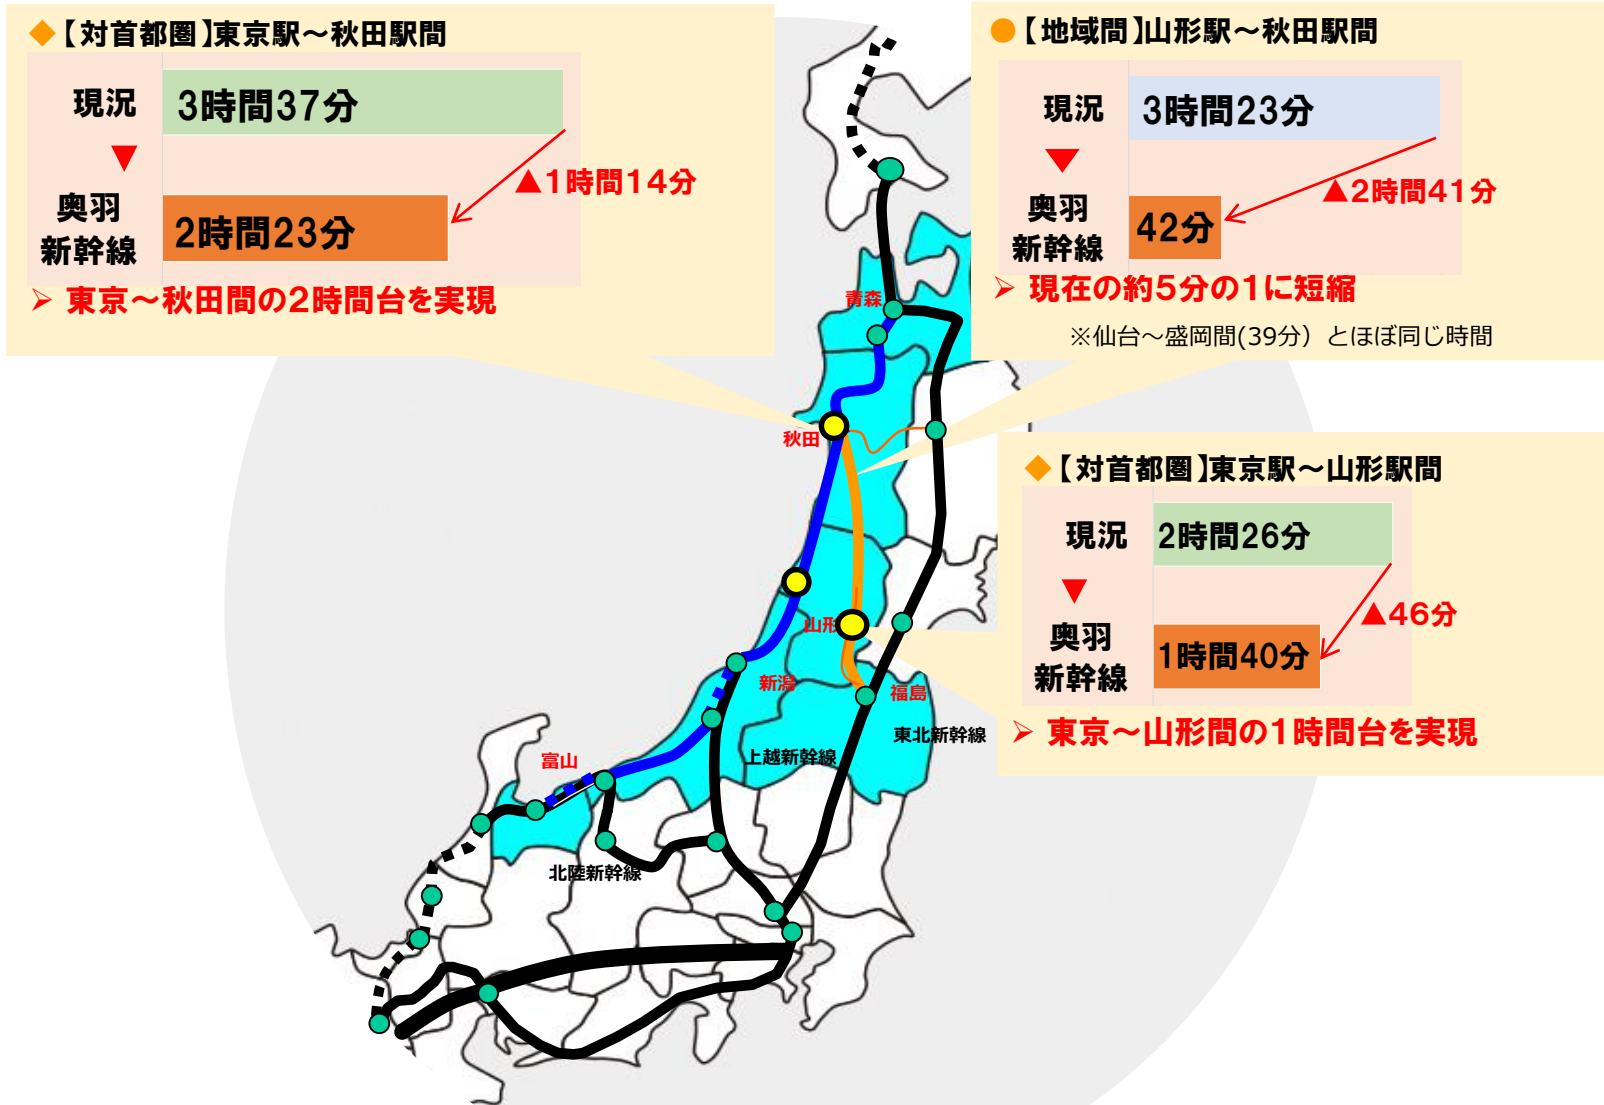 ◆【対首都圏】東京駅～秋田駅間
現況
3時間37分
▼
▲1時間14分
奥羽
新幹線
2時間23分
➢ 東京～秋田間の2時間台を実現
●【地域間】山形駅～秋田駅間
現況
3時間23分
▼
▲2時間41分
奥羽
新幹線
42分
➢ 現在の約5分の1に短縮
※仙台～盛岡間(39分）とほぼ同じ時間
◆【対首都圏】東京駅～山形駅間
現況
2時間26分
▼
▲46分
奥羽
新幹線
1時間40分
➢ 東京～山形間の1時間台を実現
青森
秋田
山形
新潟
福島
東北新幹線
上越新幹線
富山
北陸新幹線